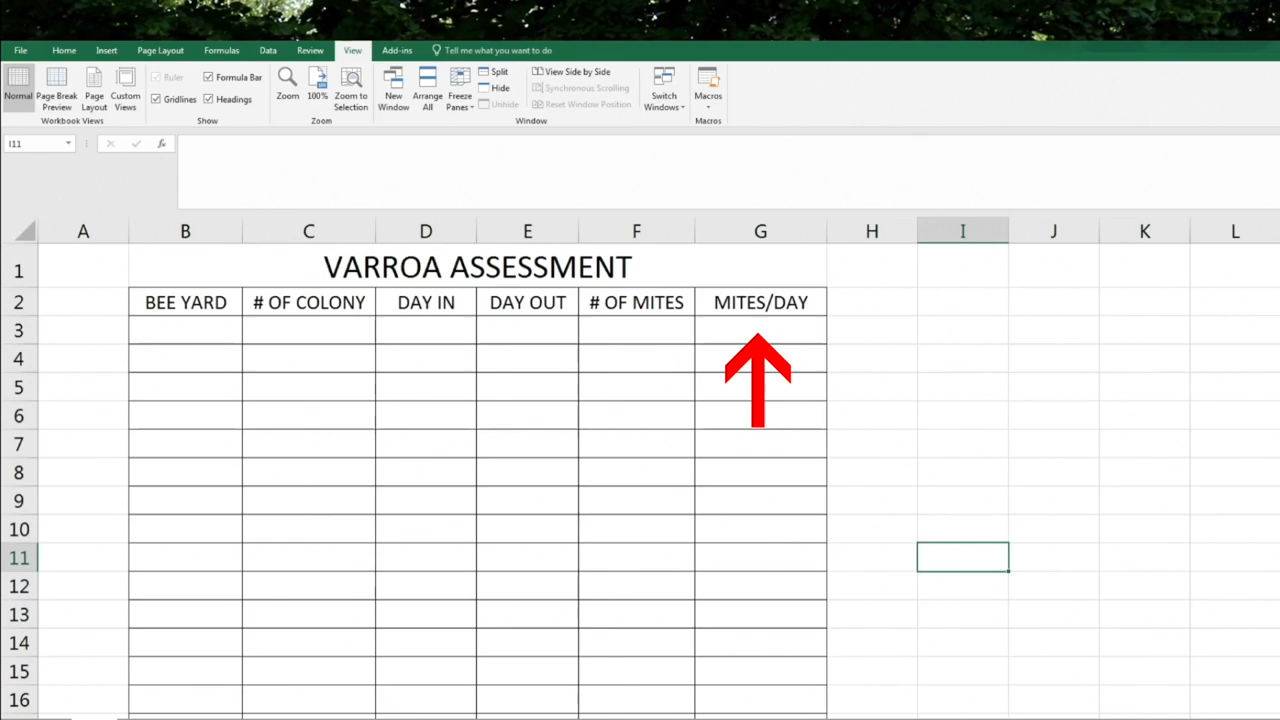 File Home Insert Page Layout Formulas Data Review View Add-ins Tell me what you want to do
Normal Page Break Preview Page Layout Custom Views
Workbook Views
Ruler Formula Bar
Gridlines Headings
Show
Zoom 100% Zoom to Selection
Zoom
New Window Arrange All Freeze Panes
Split
Hide
Unhide
View Side by Side
Synchronous Scrolling
Reset Window Position
Window
Switch Windows
Macros
Macros
I11 fx
A B C D E F G H I J K L
1 VARROA ASSESSMENT
2 BEE YARD # OF COLONY DAY IN DAY OUT # OF MITES MITES/DAY
3
4
5
6
7
8
9
10
11
12
13
14
15
16